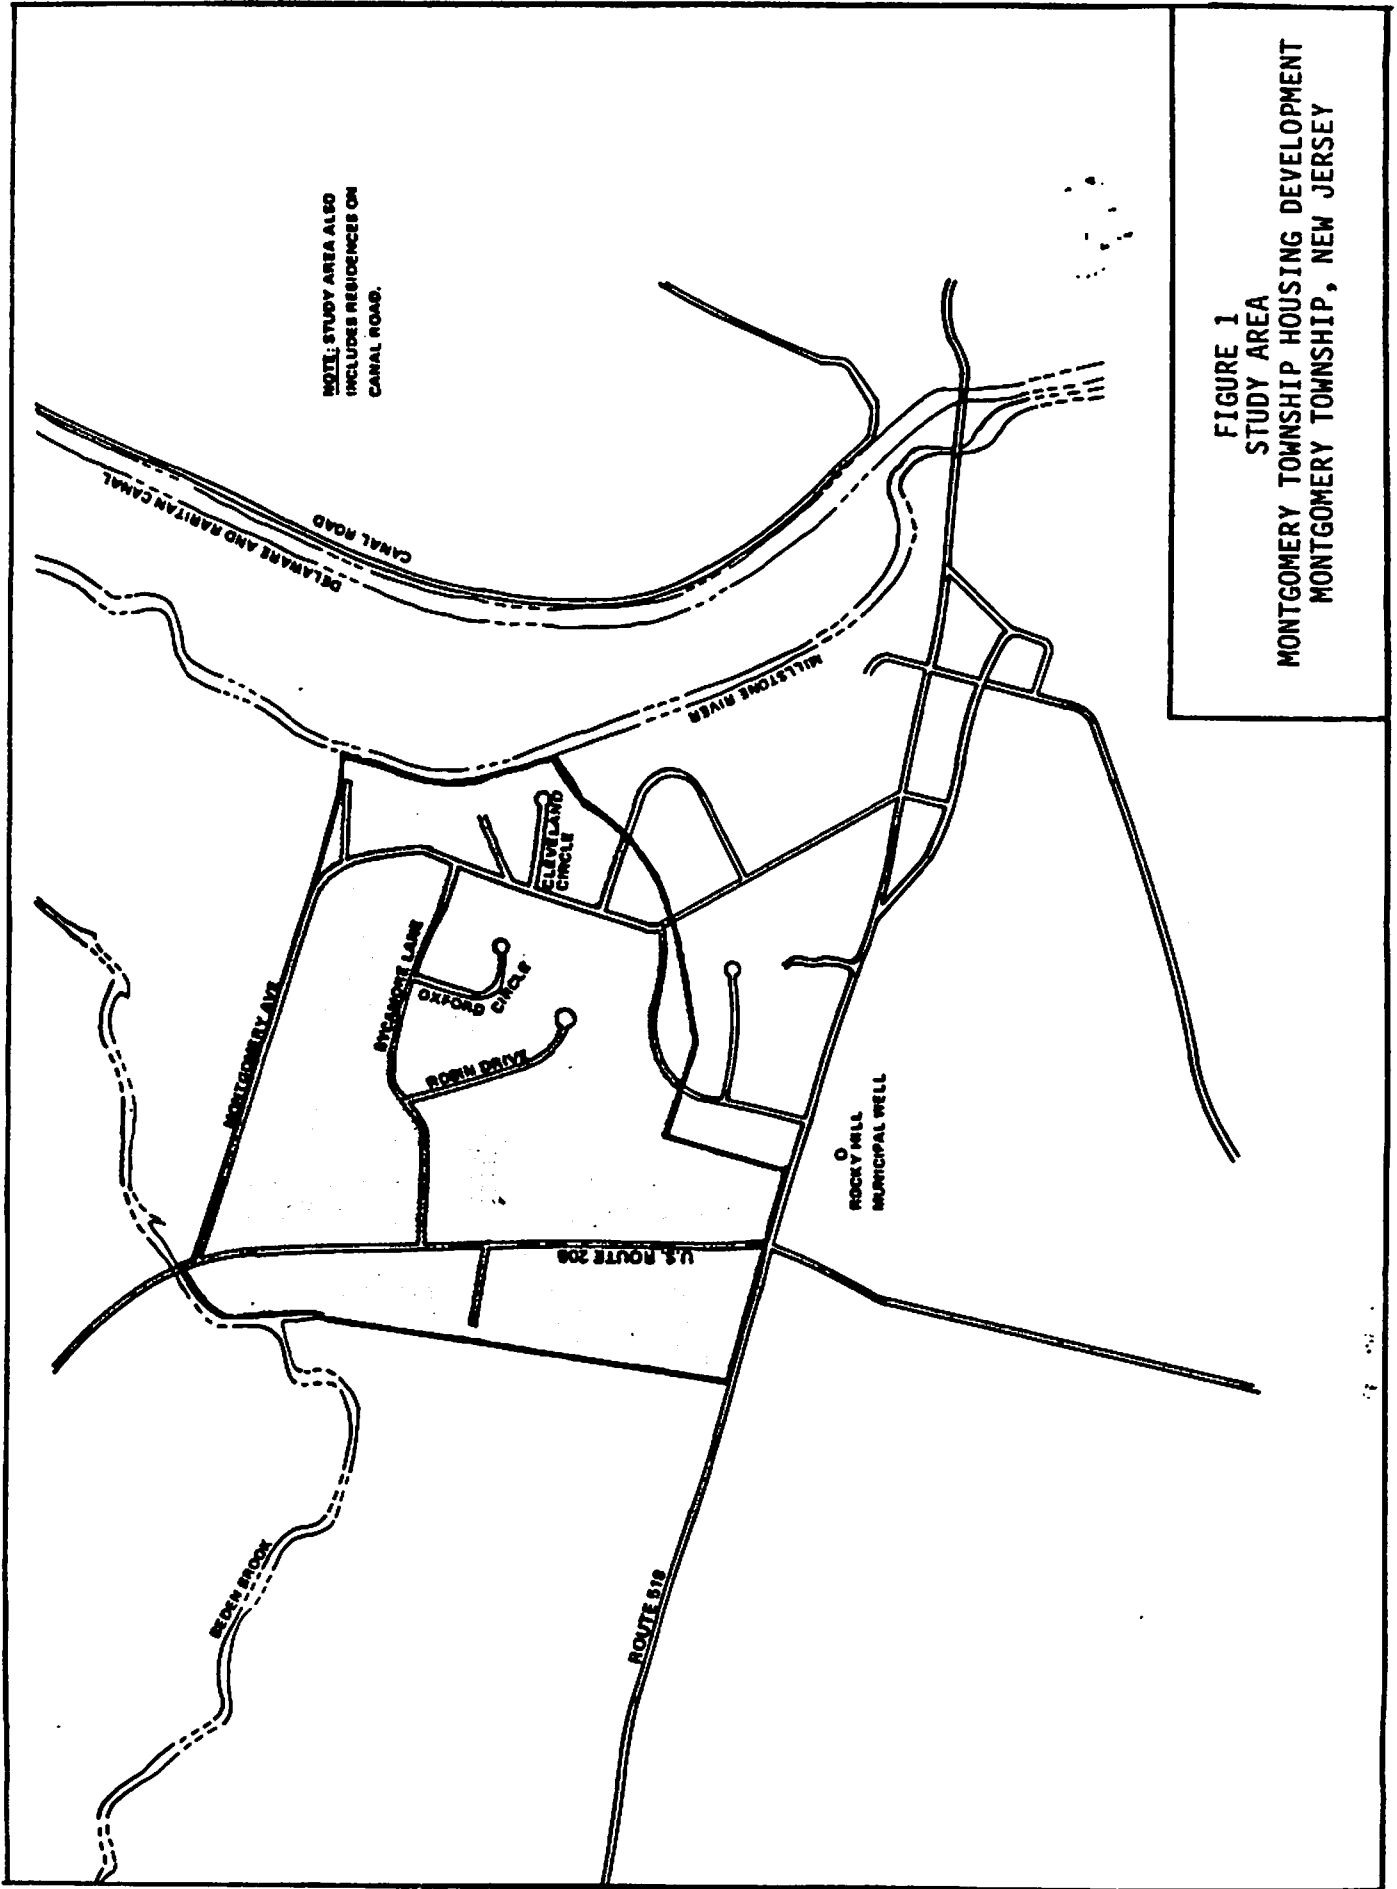 NOTE: STUDY AREA ALSO
INCLUDES RESIDENCES ON
CANAL ROAD.
DELAWARE AND RARITAN CANAL
CANAL ROAD
MILLSTONE RIVER
CLEVELAND
CIRCLE
SYCAMORE LANE
OXFORD CIRCLE
ROBIN DRIVE
MONTGOMERY AVE
U.S. ROUTE 206
ROCKY HILL
MUNICIPAL WELL
BEDEN BROOK
ROUTE 518
FIGURE 1
STUDY AREA
MONTGOMERY TOWNSHIP HOUSING DEVELOPMENT
MONTGOMERY TOWNSHIP, NEW JERSEY